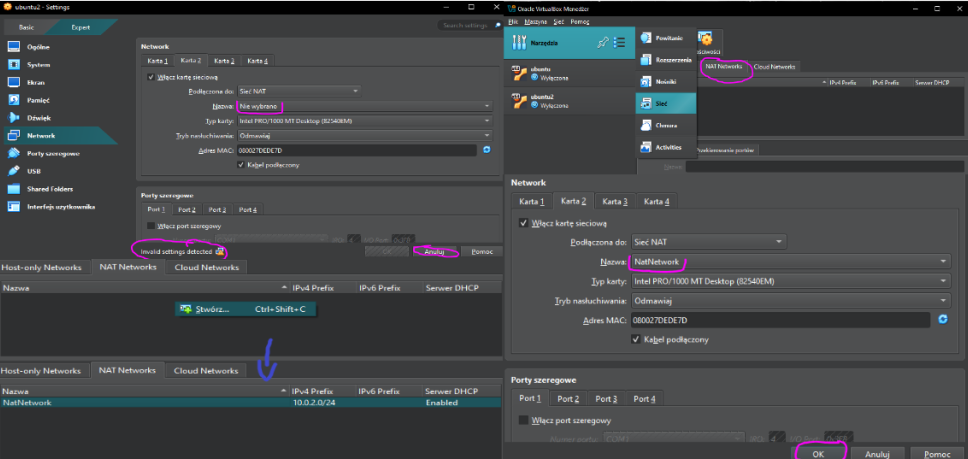 ubuntu2 - Settings
Basic
Expert
Search settings
Ogólne
System
Ekran
Pamięć
Dźwięk
Network
Porty szeregowe
USB
Shared Folders
Interfejs użytkownika
Network
Karta 1
Karta 2
Karta 3
Karta 4
Włącz kartę sieciową
Podłączona do: Sieć NAT
Nazwa: Nie wybrano
Typ karty: Intel PRO/1000 MT Desktop (82540EM)
Tryb nasłuchiwania: Odmawiaj
Adres MAC: 080027DEDE7D
Kabel podłączony
Porty szeregowe
Port 1
Port 2
Port 3
Port 4
Włącz port szeregowy
Invalid settings detected
OK
Anuluj
Pomoc
Host-only Networks
NAT Networks
Cloud Networks
Nazwa
IPv4 Prefix
IPv6 Prefix
Serwer DHCP
Stwórz...
Ctrl+Shift+C
Host-only Networks
NAT Networks
Cloud Networks
Nazwa
IPv4 Prefix
IPv6 Prefix
Serwer DHCP
NatNetwork
10.0.2.0/24
Enabled
Oracle VirtualBox Menedżer
Plik Maszyna Sieć Pomoc
Narzędzia
ubuntu
Wyłączona
ubuntu2
Wyłączona
Powitanie
Rozszerzenia
Nośniki
Sieć
Chmura
Activities
NAT Networks
Cloud Networks
IPv4 Prefix
IPv6 Prefix
Serwer DHCP
Nazwa:
Network
Karta 1
Karta 2
Karta 3
Karta 4
Włącz kartę sieciową
Podłączona do: Sieć NAT
Nazwa: NatNetwork
Typ karty: Intel PRO/1000 MT Desktop (82540EM)
Tryb nasłuchiwania: Odmawiaj
Adres MAC: 080027DEDE7D
Kabel podłączony
Porty szeregowe
Port 1
Port 2
Port 3
Port 4
Włącz port szeregowy
OK
Anuluj
Pomoc